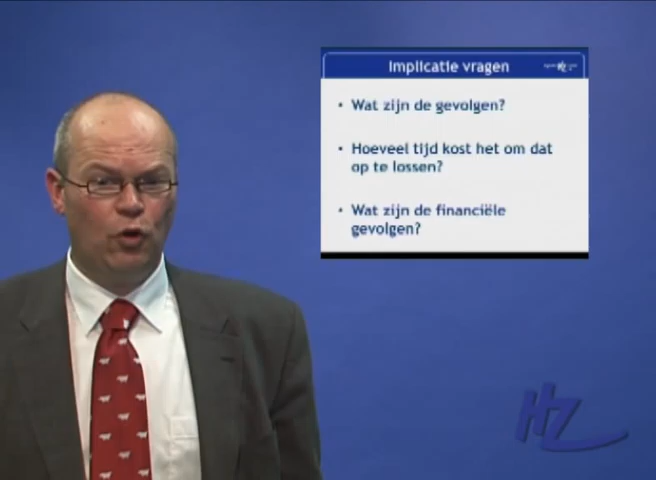 Implicatie vragen
• Wat zijn de gevolgen?
• Hoeveel tijd kost het om dat
op te lossen?
• Wat zijn de financiële
gevolgen?
HZ